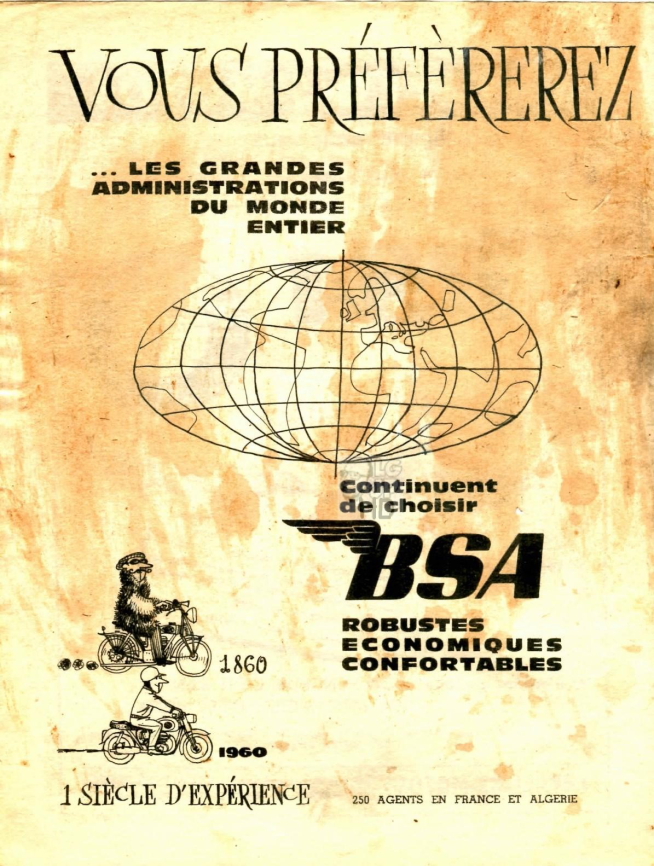 VOUS PRÉFÈREREZ
... LES GRANDES
ADMINISTRATIONS
DU MONDE
ENTIER
Continuent
de choisir
BSA
ROBUSTES
ECONOMIQUES
CONFORTABLES
1860
1960
1 SIÈCLE D'EXPÉRIENCE
250 AGENTS EN FRANCE ET ALGERIE